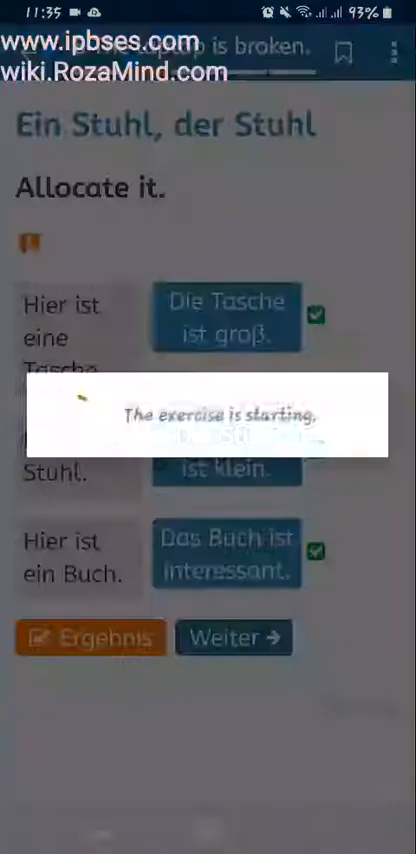 11:35
93%
www.ipbses.com
wiki.RozaMind.com
is broken.
Ein Stuhl, der Stuhl
Allocate it.
Hier ist
eine
Tasche
Die Tasche
ist groß.
The exercise is starting.
Stuhl.
ist klein.
Hier ist
ein Buch.
Das Buch ist
interessant.
Ergebnis
Weiter